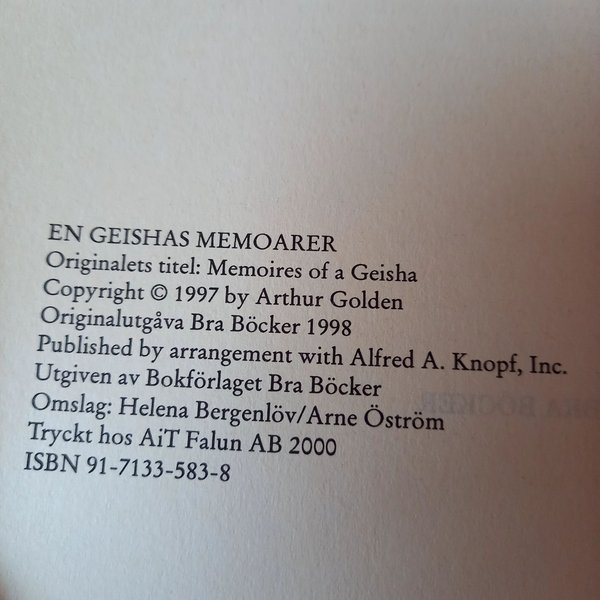 EN GEISHAS MEMOARER
Originalets titel: Memoires of a Geisha
Copyright © 1997 by Arthur Golden
Originalutgåva Bra Böcker 1998
Published by arrangement with Alfred A. Knopf, Inc.
Utgiven av Bokförlaget Bra Böcker
Omslag: Helena Bergenlöv/Arne Öström
Tryckt hos AiT Falun AB 2000
ISBN 91-7133-583-8